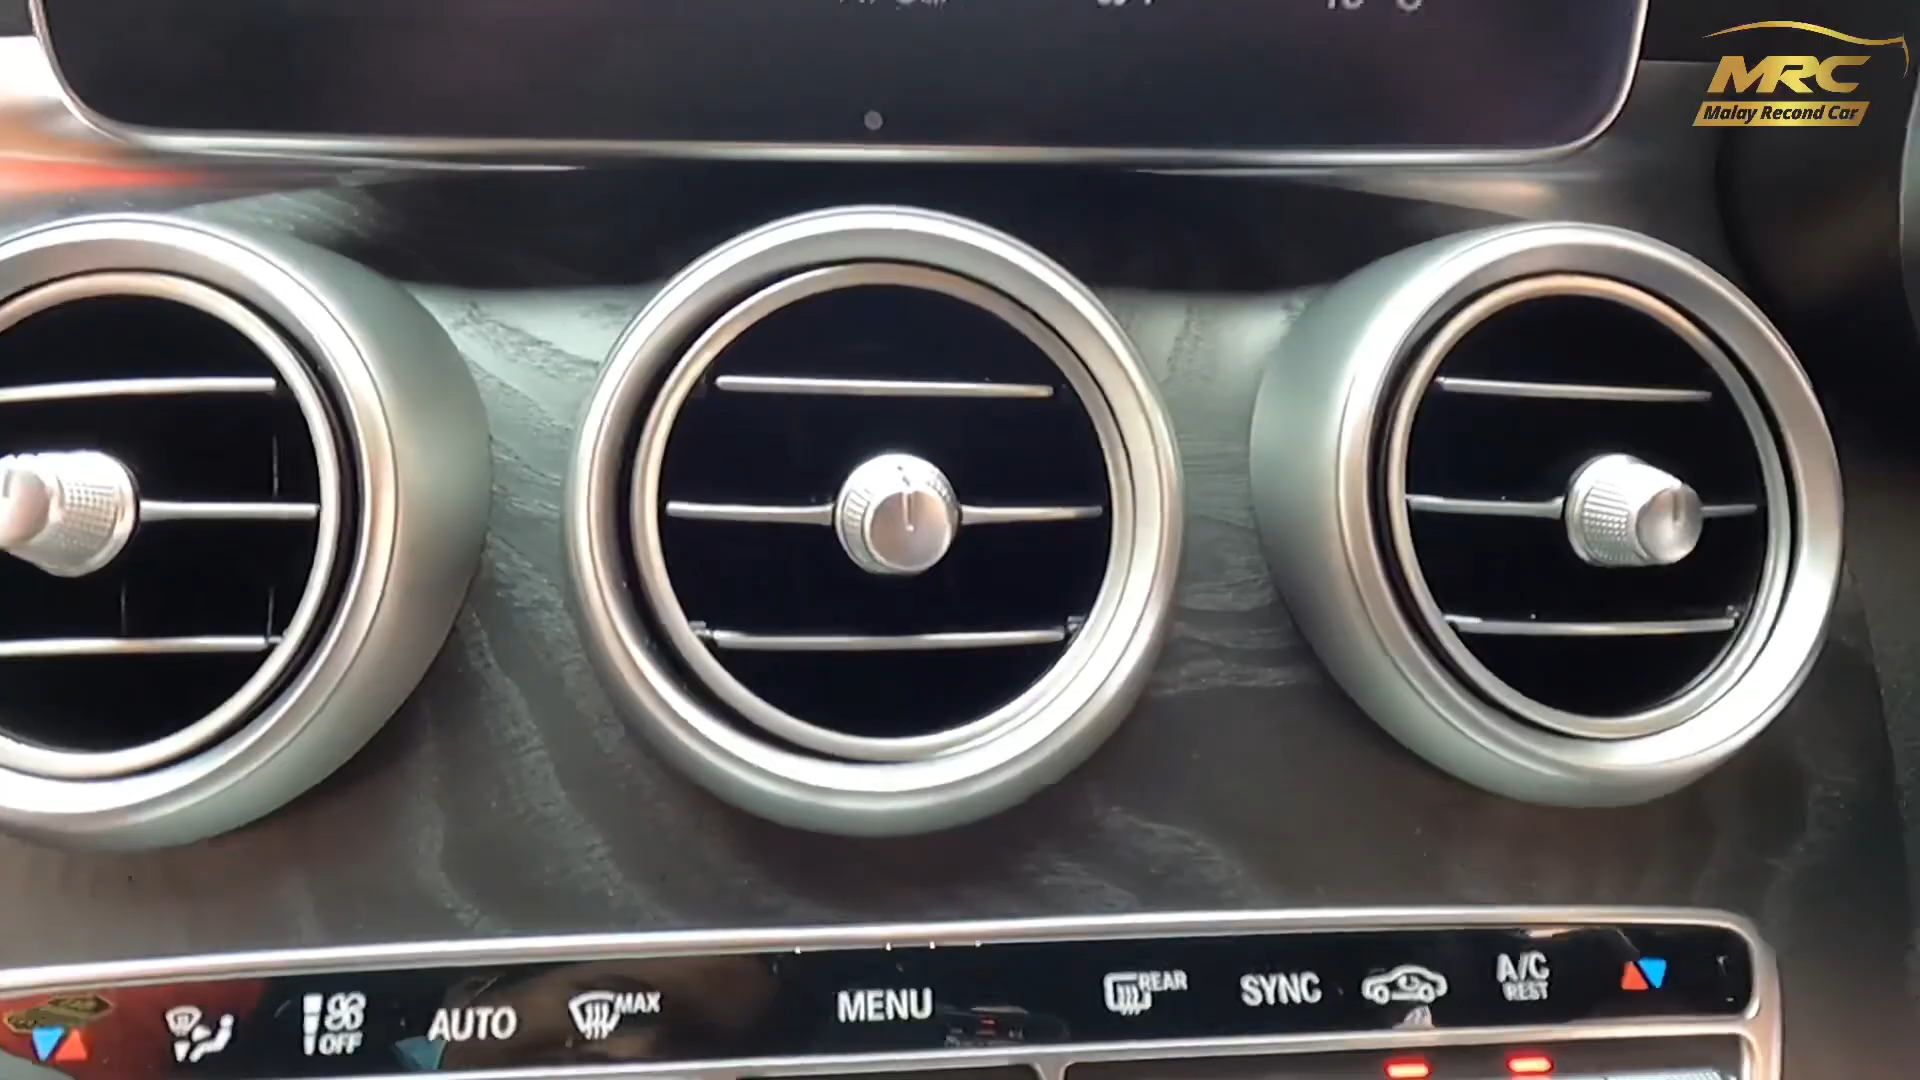 MRC
Malay Recond Car
OFF
AUTO
MAX
MENU
REAR
SYNC
A/C
REST